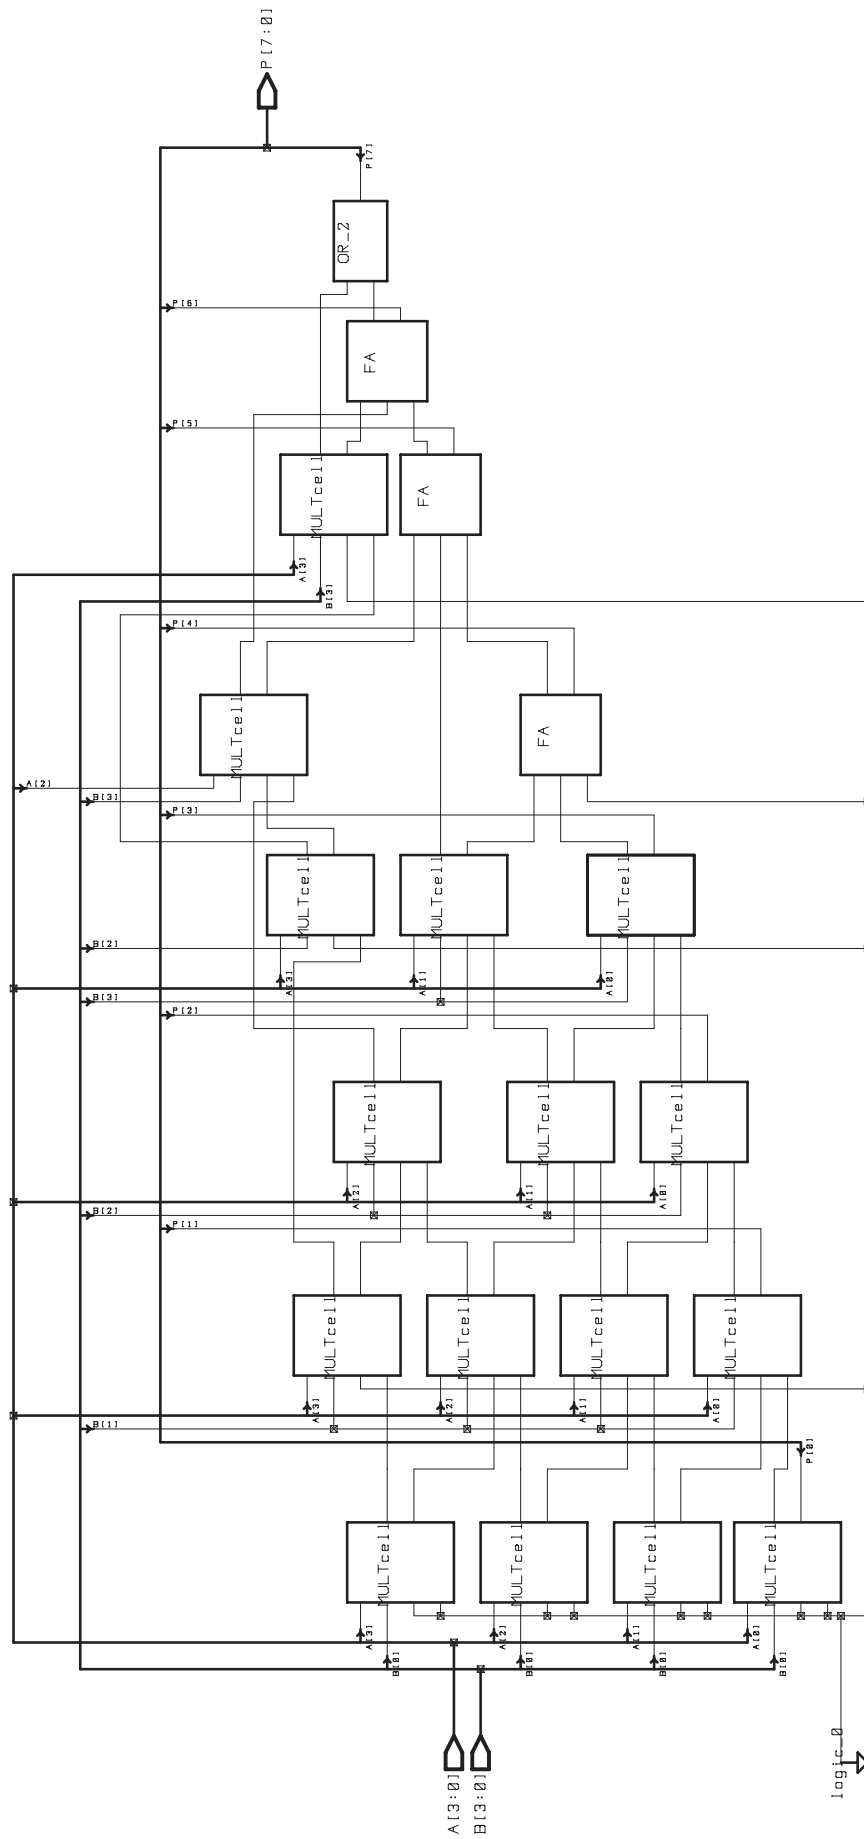 P[7:0]
P[7]
OR_2
P[6]
FA
P[5]
MULTcell
FA
A[3]
B[3]
P[4]
MULTcell
FA
A[2]
B[3]
P[3]
MULTcell
MULTcell
MULTcell
B[2]
A[3]
A[1]
A[0]
B[3]
P[2]
MULTcell
MULTcell
MULTcell
A[2]
A[1]
A[0]
B[2]
P[1]
MULTcell
MULTcell
MULTcell
MULTcell
A[3]
A[2]
A[1]
A[0]
B[1]
P[0]
MULTcell
MULTcell
MULTcell
MULTcell
A[3]
A[2]
A[1]
A[0]
B[0]
B[0]
B[0]
B[0]
A[3:0]
B[3:0]
logic_0